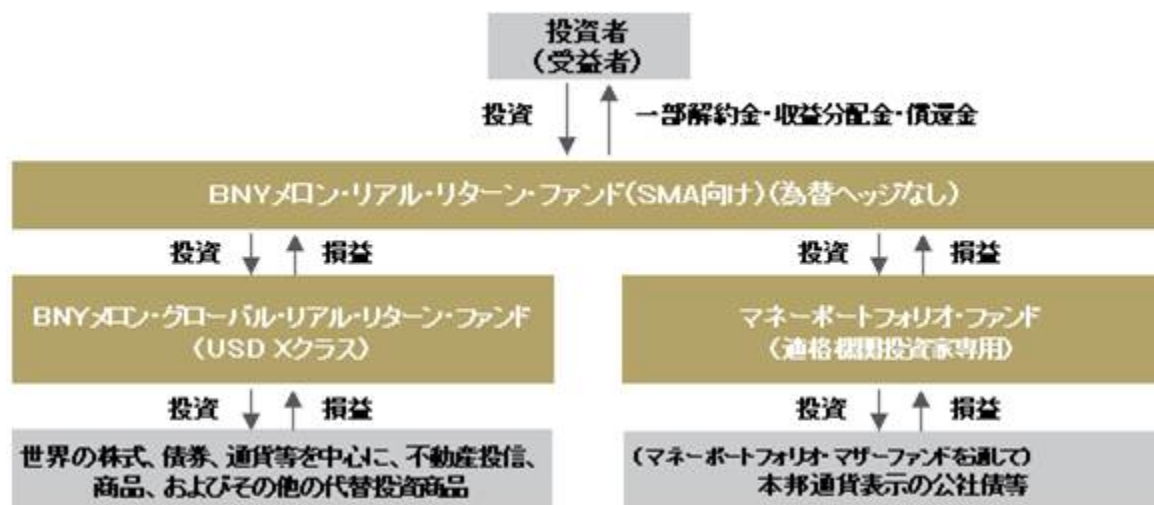 投資者
(受益者)
投資
一部解約金・収益分配金・償還金
BNYメロン・リアル・リターン・ファンド(SMA向け)(為替ヘッジなし)
投資 損益
投資 損益
BNYメロン・グローバル・リアル・リターン・ファンド
(USD Xクラス)
マネーポートフォリオ・ファンド
(適格機関投資家専用)
投資 損益
投資 損益
世界の株式、債券、通貨等を中心に、不動産投信、
商品、およびその他の代替投資商品
(マネーポートフォリオ・マザーファンドを通して)
本邦通貨表示の公社債等